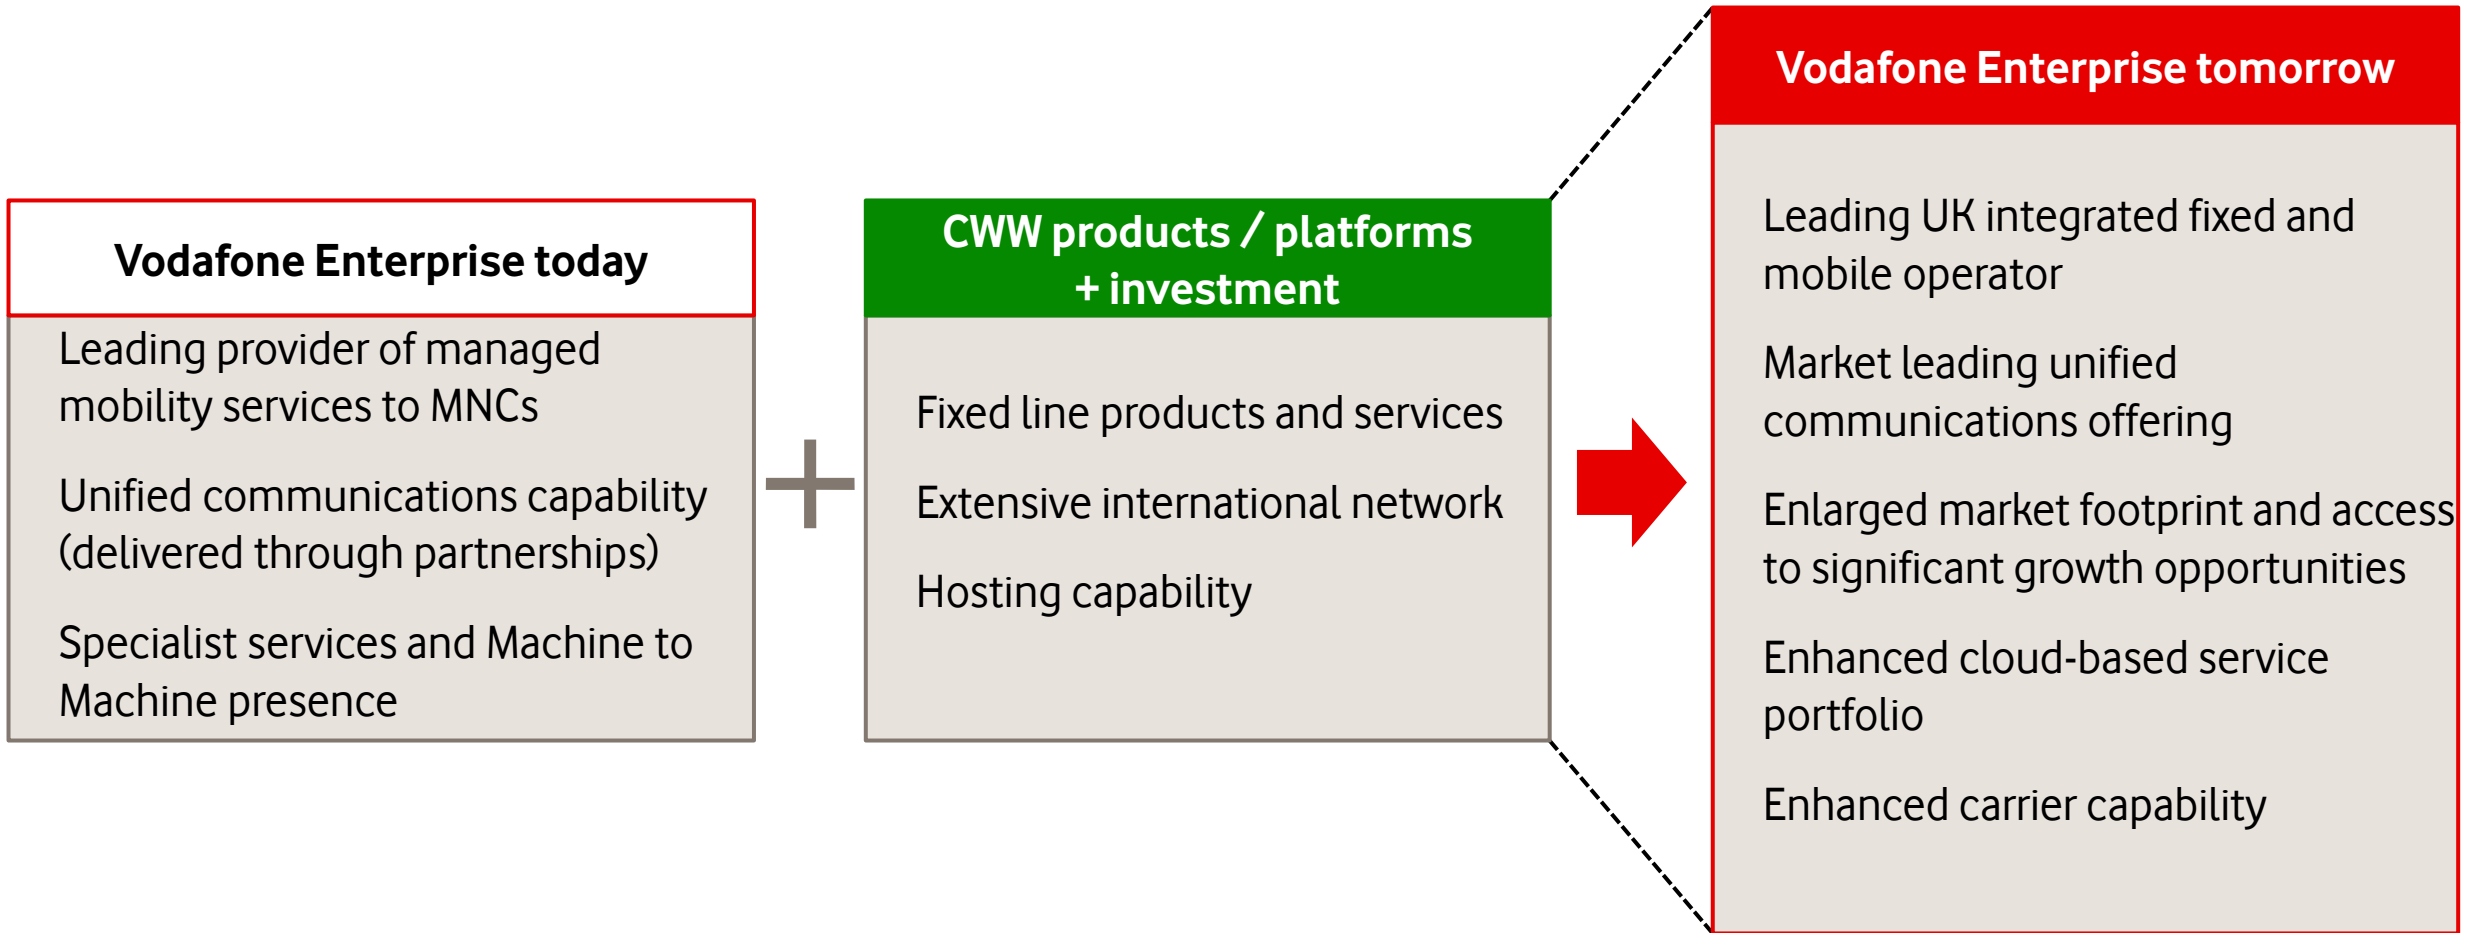 Vodafone Enterprise today
Leading provider of managed
mobility services to MNCs
Unified communications capability
(delivered through partnerships)
Specialist services and Machine to
Machine presence
CWW products / platforms
+ investment
Fixed line products and services
Extensive international network
Hosting capability
Vodafone Enterprise tomorrow
Leading UK integrated fixed and
mobile operator
Market leading unified
communications offering
Enlarged market footprint and access
to significant growth opportunities
Enhanced cloud-based service
portfolio
Enhanced carrier capability